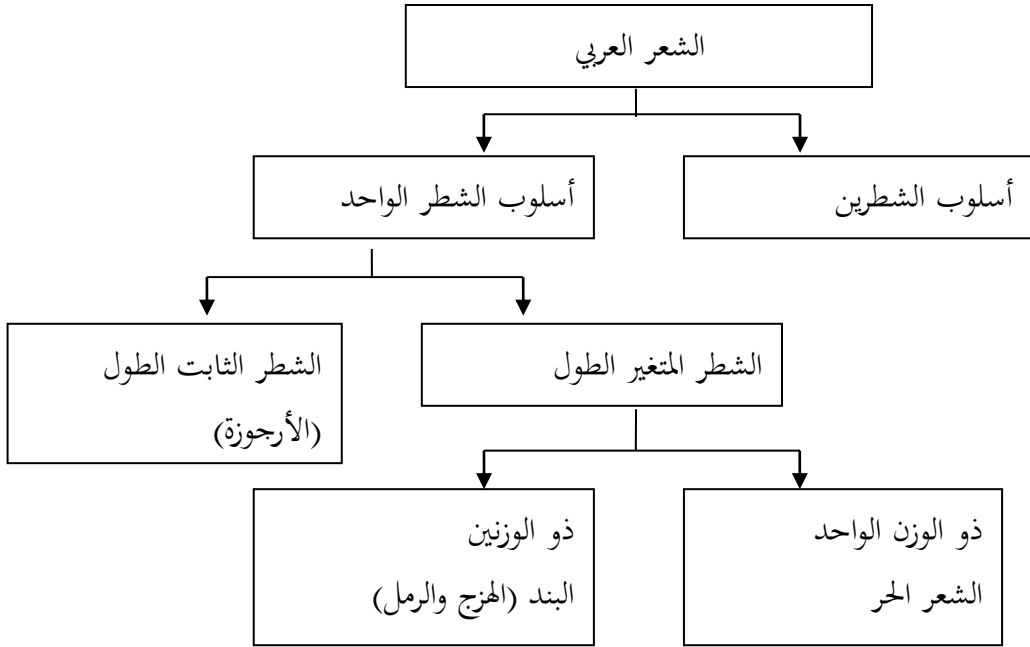 الشعر العربي
أسلوب الشطرين
أسلوب الشطر الواحد
الشطر المتغير الطول
الشطر الثابت الطول
(الأرجوزة)
ذو الوزن الواحد
الشعر الحر
ذو الوزنين
البند (الهزج والرمل)